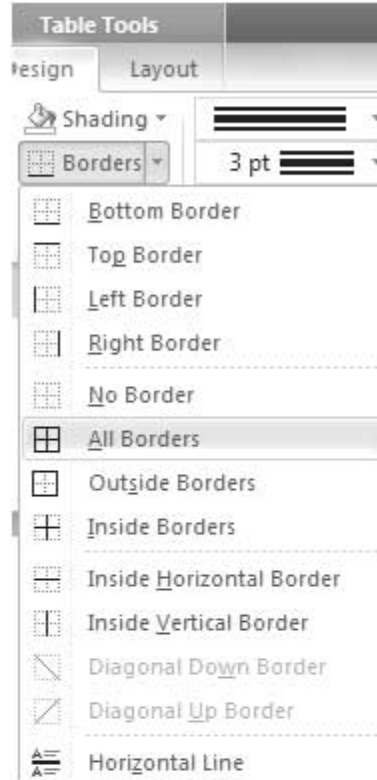 Table Tools
esign Layout
Shading
Borders 3 pt
Bottom Border
Top Border
Left Border
Right Border
No Border
All Borders
Outside Borders
Inside Borders
Inside Horizontal Border
Inside Vertical Border
Diagonal Down Border
Diagonal Up Border
Horizontal Line